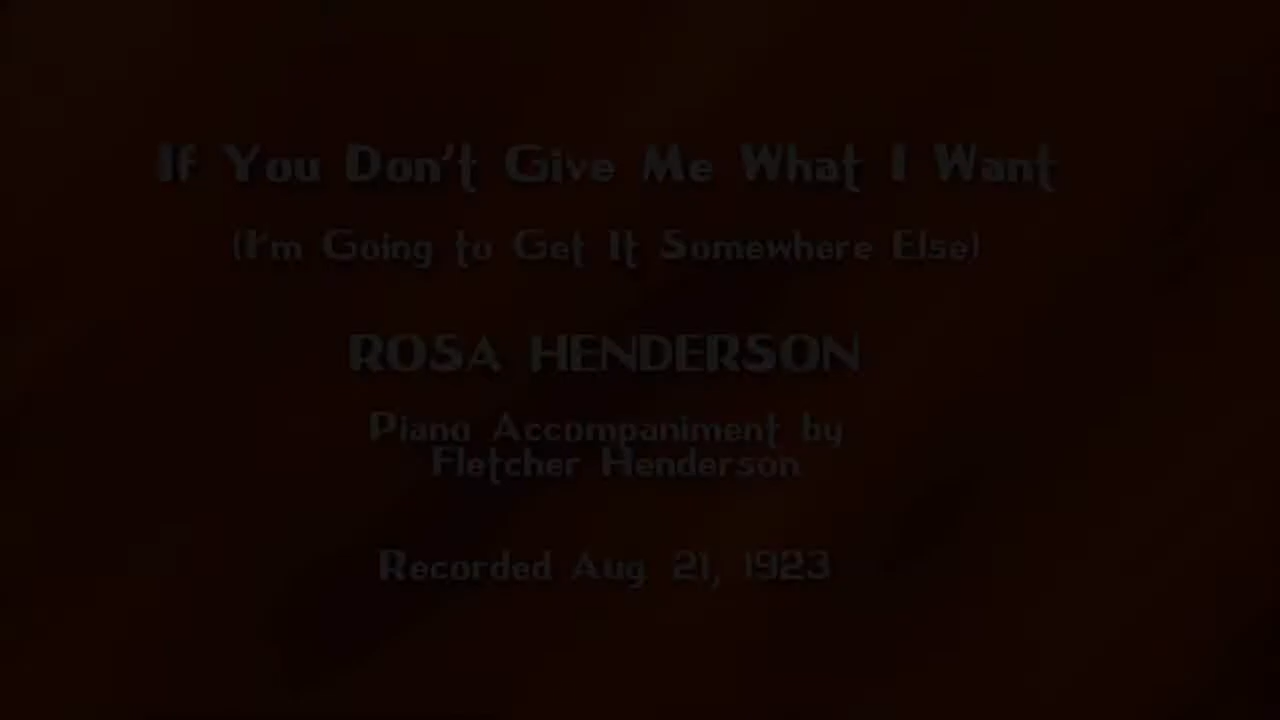 If You Don't Give Me What I Want
(I'm Going to Get It Somewhere Else)
ROSA HENDERSON
Piano Accompaniment by
Fletcher Henderson
Recorded Aug. 21, 1923